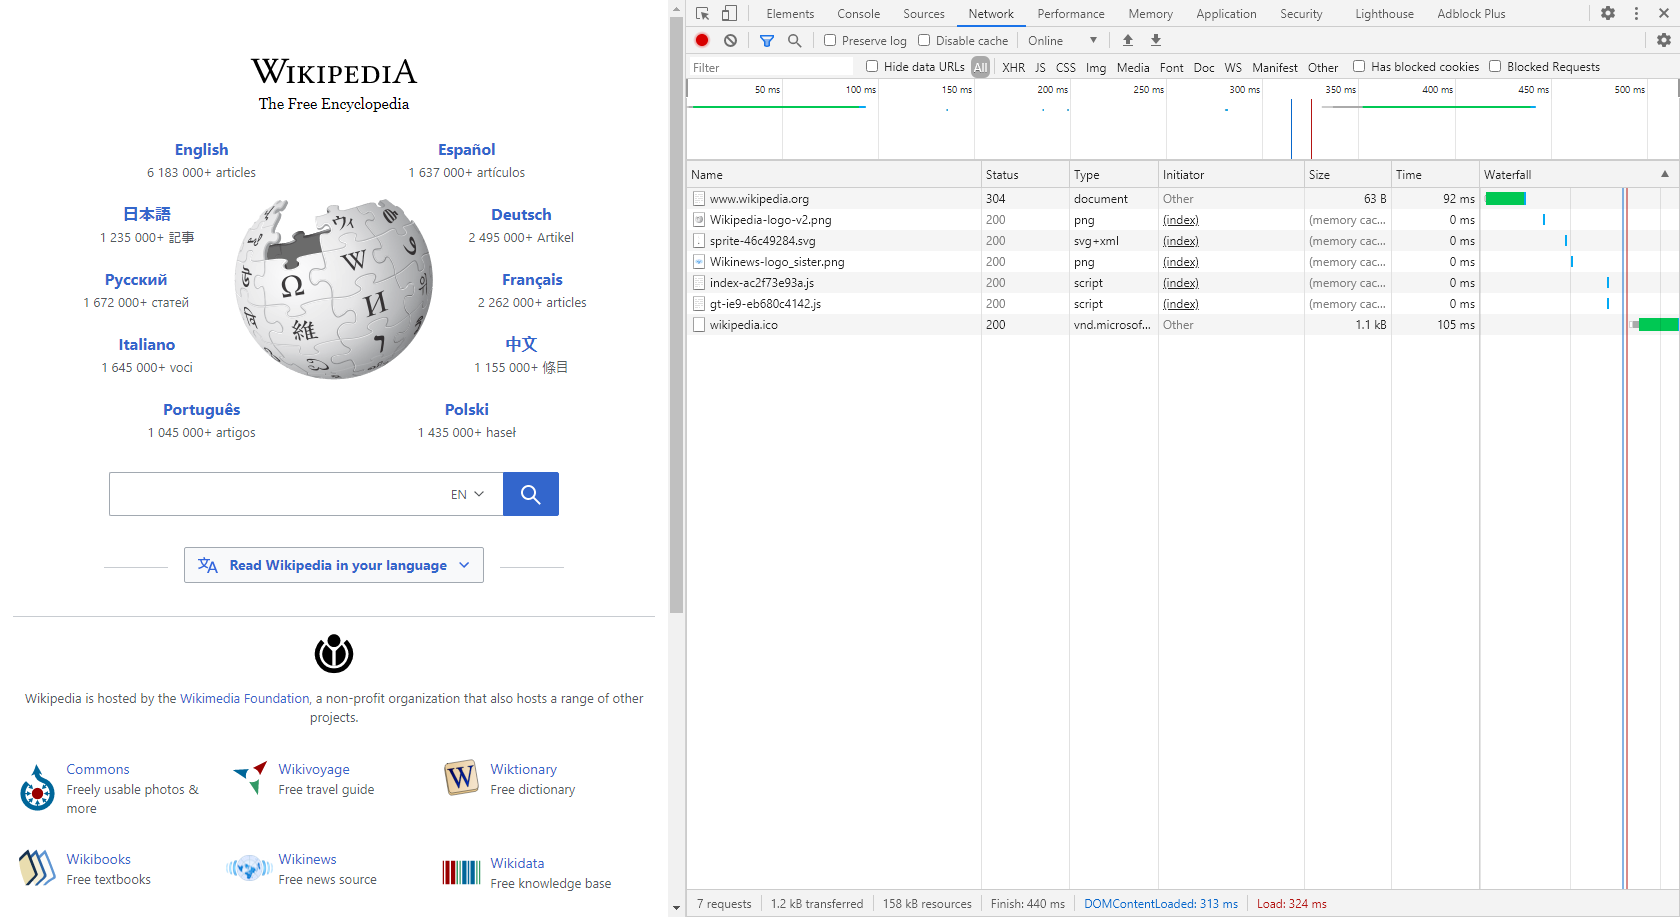 WIKIPEDIA
The Free Encyclopedia
English
6 183 000+ articles
Español
1 637 000+ artículos
日本語
1 235 000+ 記事
Deutsch
2 495 000+ Artikel
Русский
1 672 000+ статей
Français
2 262 000+ articles
Italiano
1 645 000+ voci
中文
1 155 000+ 條目
Português
1 045 000+ artigos
Polski
1 435 000+ haseł
EN
Read Wikipedia in your language
Wikipedia is hosted by the Wikimedia Foundation, a non-profit organization that also hosts a range of other
projects.
Commons
Freely usable photos &
more
Wikivoyage
Free travel guide
Wiktionary
Free dictionary
Wikibooks
Free textbooks
Wikinews
Free news source
Wikidata
Free knowledge base
Elements Console Sources Network Performance Memory Application Security Lighthouse Adblock Plus
Preserve log Disable cache Online
Filter Hide data URLs All XHR JS CSS Img Media Font Doc WS Manifest Other Has blocked cookies Blocked Requests
50 ms 100 ms 150 ms 200 ms 250 ms 300 ms 350 ms 400 ms 450 ms 500 ms
Name Status Type Initiator Size Time Waterfall
www.wikipedia.org 304 document Other 63 B 92 ms
Wikipedia-logo-v2.png 200 png (index) (memory cac... 0 ms
sprite-46c49284.svg 200 svg+xml (index) (memory cac... 0 ms
Wikinews-logo_sister.png 200 png (index) (memory cac... 0 ms
index-ac2f73e93a.js 200 script (index) (memory cac... 0 ms
gt-ie9-eb680c4142.js 200 script (index) (memory cac... 0 ms
wikipedia.ico 200 vnd.microsof... Other 1.1 kB 105 ms
7 requests 1.2 kB transferred 158 kB resources Finish: 440 ms DOMContentLoaded: 313 ms Load: 324 ms